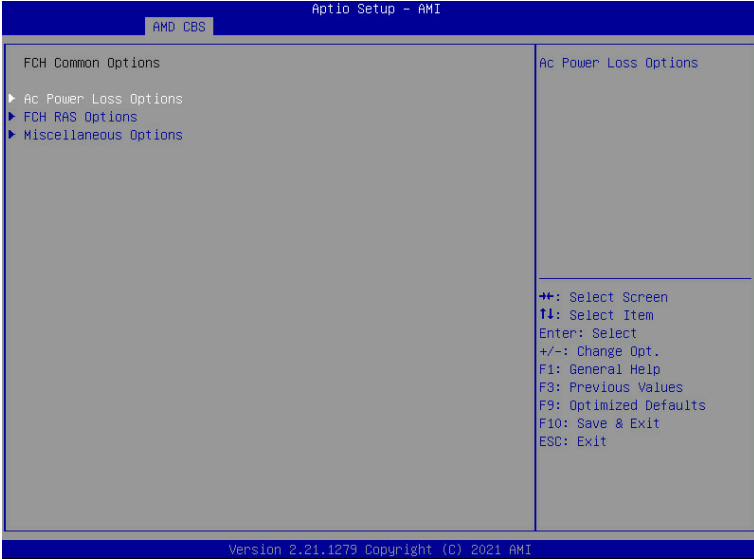 Aptio Setup – AMI
AMD CBS
FCH Common Options
Ac Power Loss Options
FCH RAS Options
Miscellaneous Options
Ac Power Loss Options
→←: Select Screen
↑↓: Select Item
Enter: Select
+/-: Change Opt.
F1: General Help
F3: Previous Values
F9: Optimized Defaults
F10: Save & Exit
ESC: Exit
Version 2.21.1279 Copyright (C) 2021 AMI